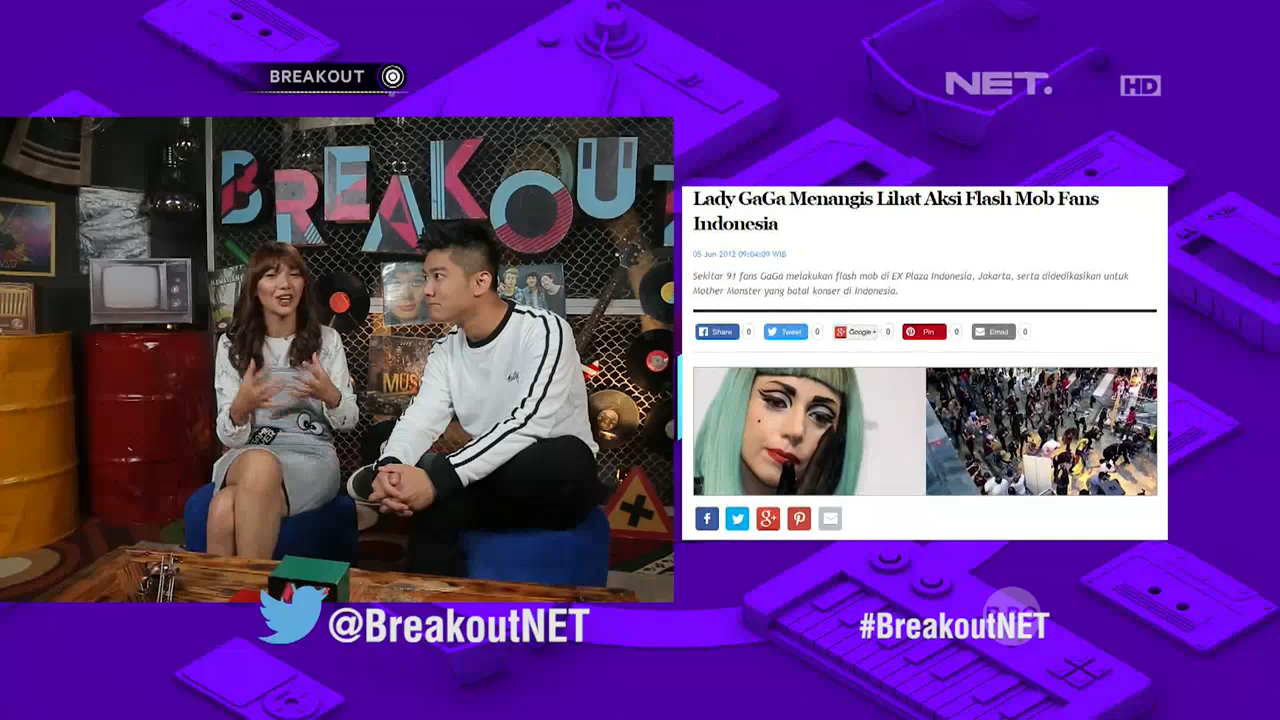 BREAKOUT
NET.
HD
BREAKOUT
MUS
Lady GaGa Menangis Lihat Aksi Flash Mob Fans
Indonesia
05 Jun 2012 09:04:09 WIB
Sekitar 91 fans GaGa melakukan flash mob di EX Plaza Indonesia, Jakarta, serta didedikasikan untuk
Mother Monster yang batal konser di Indonesia.
Share 0 Tweet 0 Google + 0 Pin 0 Email 0
@BreakoutNET
#BreakoutNET